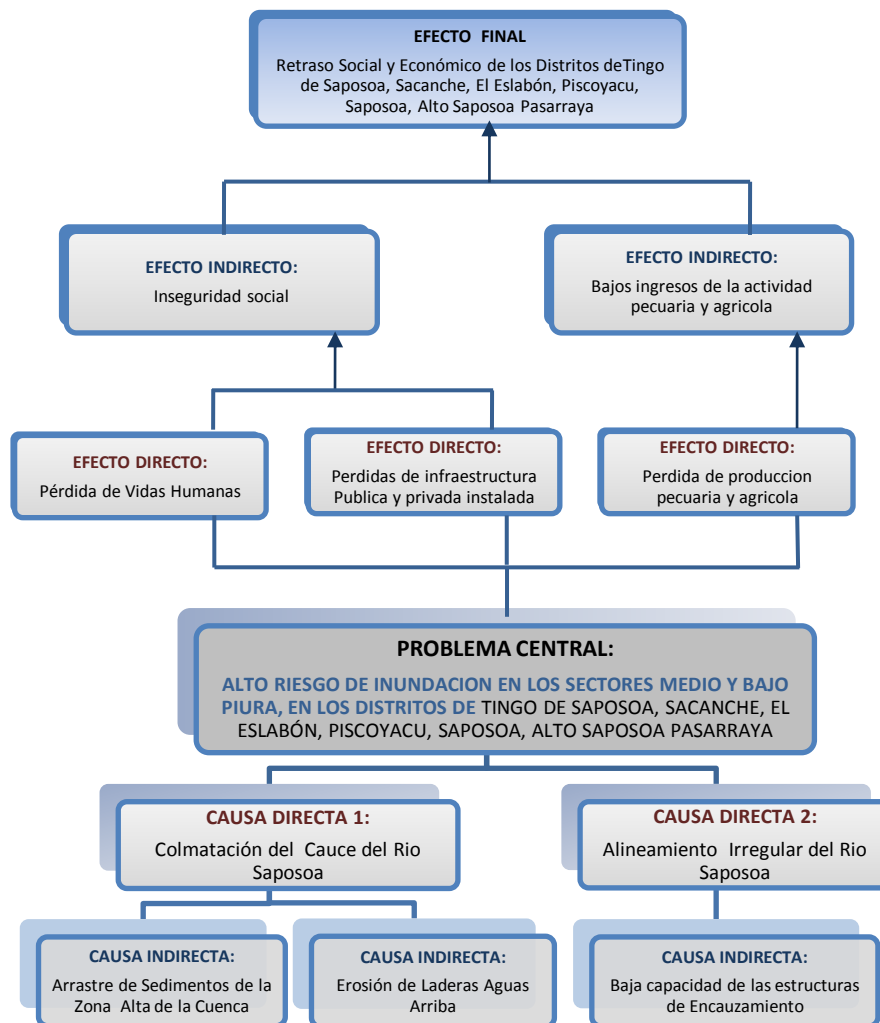 EFECTO FINAL
Retraso Social y Económico de los Distritos deTingo
de Saposoa, Sacanche, El Eslabón, Piscoyacu,
Saposoa, Alto Saposoa Pasarraya
EFECTO INDIRECTO:
Inseguridad social
EFECTO INDIRECTO:
Bajos ingresos de la actividad
pecuaria y agricola
EFECTO DIRECTO:
Pérdida de Vidas Humanas
EFECTO DIRECTO:
Perdidas de infraestructura
Publica y privada instalada
EFECTO DIRECTO:
Perdida de produccion
pecuaria y agricola
PROBLEMA CENTRAL:
ALTO RIESGO DE INUNDACION EN LOS SECTORES MEDIO Y BAJO
PIURA, EN LOS DISTRITOS DE TINGO DE SAPOSOA, SACANCHE, EL
ESLABÓN, PISCOYACU, SAPOSOA, ALTO SAPOSOA PASARRAYA
CAUSA DIRECTA 1:
Colmatación del Cauce del Rio
Saposoa
CAUSA DIRECTA 2:
Alineamiento Irregular del Rio
Saposoa
CAUSA INDIRECTA:
Arrastre de Sedimentos de la
Zona Alta de la Cuenca
CAUSA INDIRECTA:
Erosión de Laderas Aguas
Arriba
CAUSA INDIRECTA:
Baja capacidad de las estructuras
de Encauzamiento